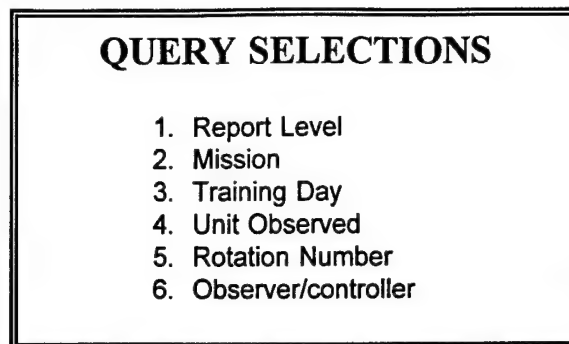 QUERY SELECTIONS
1. Report Level
2. Mission
3. Training Day
4. Unit Observed
5. Rotation Number
6. Observer/controller